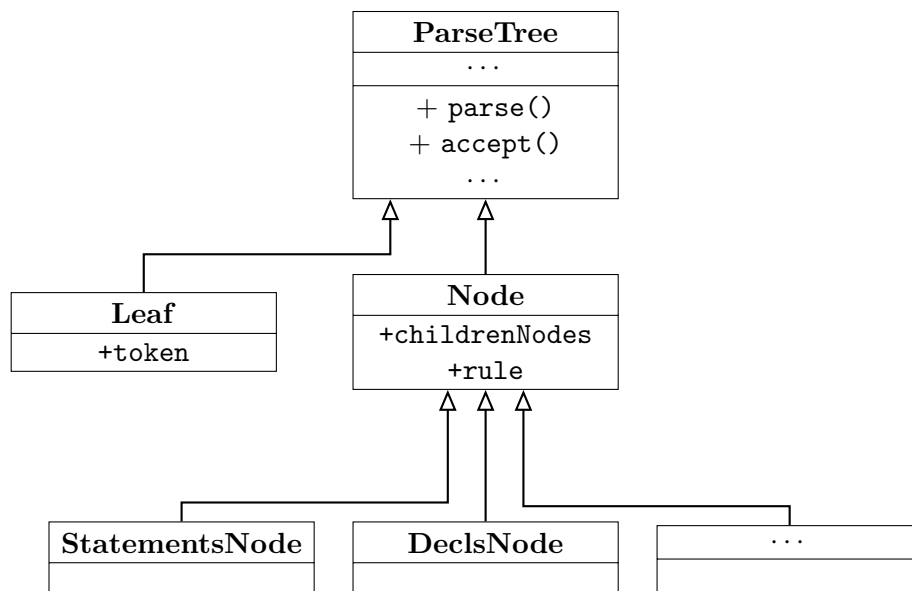 ParseTree
...
+ parse()
+ accept()
...
Leaf
+token
Node
+childrenNodes
+rule
StatementsNode
DeclsNode
...